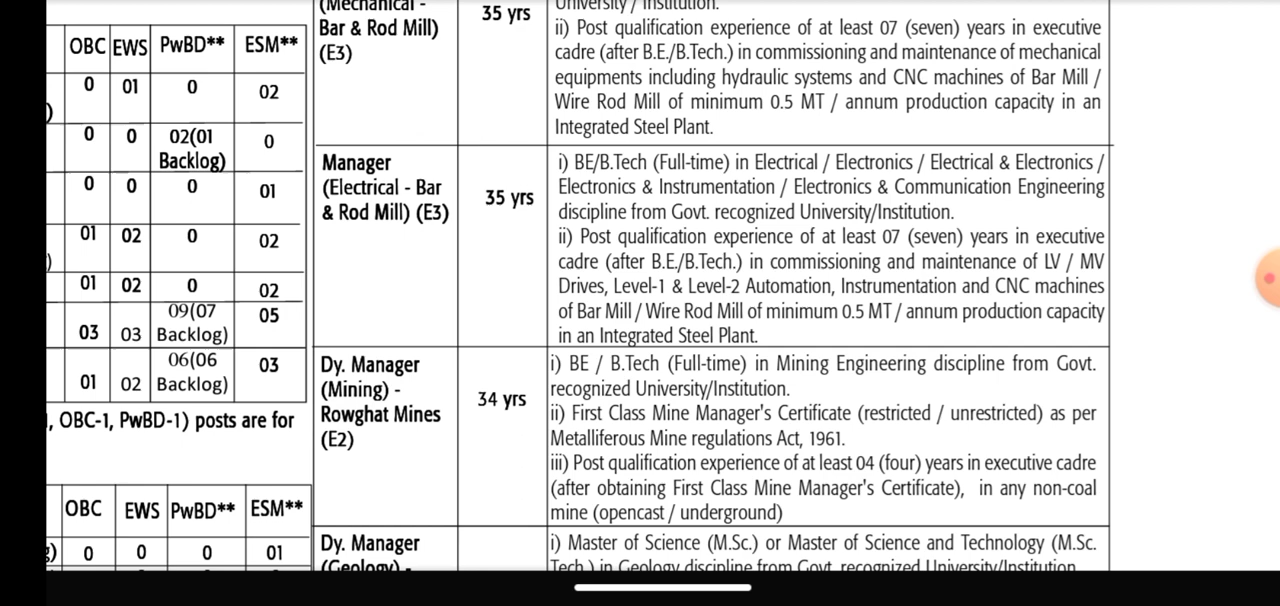 OBC EWS PwBD** ESM**
0 01 0 02
)
0 0 02(01 Backlog) 0
0 0 0 01
01 02 0 02
)
01 02 0 02
03 03 09(07 Backlog) 05
01 02 06(06 Backlog) 03
, OBC-1, PwBD-1) posts are for
OBC EWS PwBD** ESM**
) 0 0 0 01
(Mechanical -
Bar & Rod Mill)
(E3)
35 yrs
University / Institution.
ii) Post qualification experience of at least 07 (seven) years in executive
cadre (after B.E./B.Tech.) in commissioning and maintenance of mechanical
equipments including hydraulic systems and CNC machines of Bar Mill /
Wire Rod Mill of minimum 0.5 MT / annum production capacity in an
Integrated Steel Plant.
Manager
(Electrical - Bar
& Rod Mill) (E3)
35 yrs
i) BE/B.Tech (Full-time) in Electrical / Electronics / Electrical & Electronics /
Electronics & Instrumentation / Electronics & Communication Engineering
discipline from Govt. recognized University/Institution.
ii) Post qualification experience of at least 07 (seven) years in executive
cadre (after B.E./B.Tech.) in commissioning and maintenance of LV / MV
Drives, Level-1 & Level-2 Automation, Instrumentation and CNC machines
of Bar Mill / Wire Rod Mill of minimum 0.5 MT / annum production capacity
in an Integrated Steel Plant.
Dy. Manager
(Mining) -
Rowghat Mines
(E2)
34 yrs
i) BE / B.Tech (Full-time) in Mining Engineering discipline from Govt.
recognized University/Institution.
ii) First Class Mine Manager's Certificate (restricted / unrestricted) as per
Metalliferous Mine regulations Act, 1961.
iii) Post qualification experience of at least 04 (four) years in executive cadre
(after obtaining First Class Mine Manager's Certificate), in any non-coal
mine (opencast / underground)
Dy. Manager
(Geology) -
i) Master of Science (M.Sc.) or Master of Science and Technology (M.Sc.
Tech.) in Geology discipline from Govt. recognized University/Institution